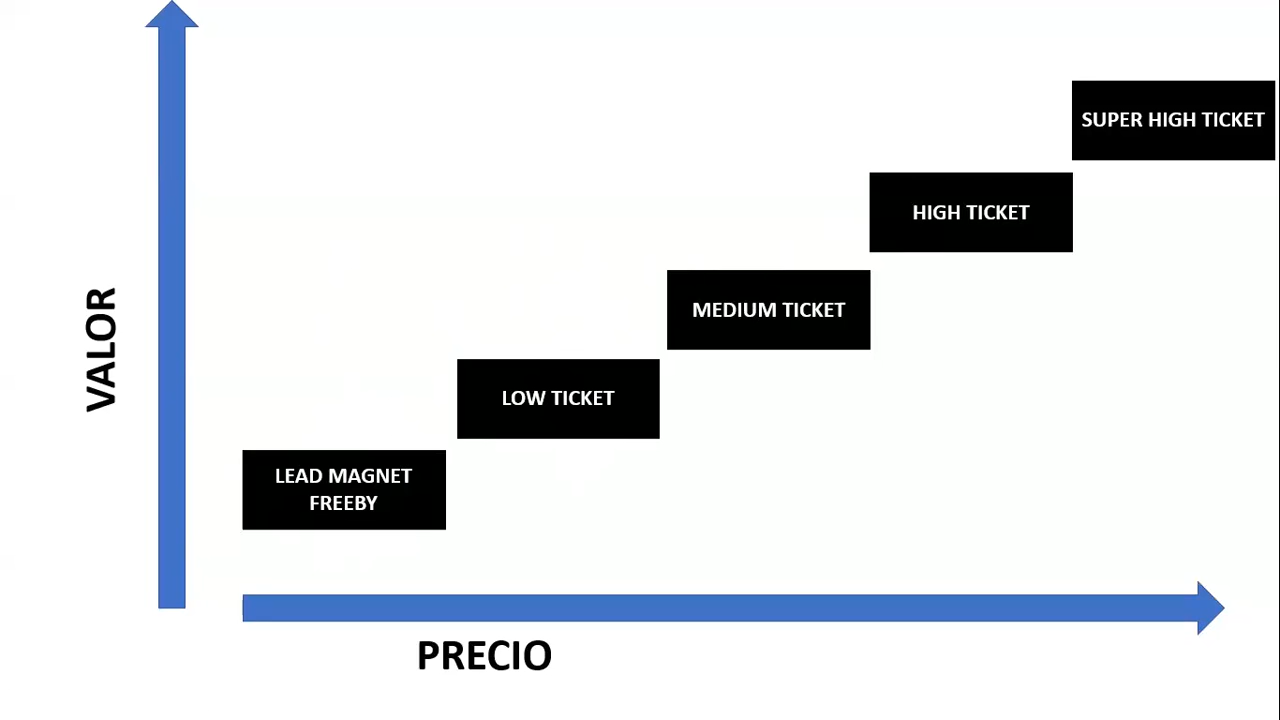 SUPER HIGH TICKET
HIGH TICKET
MEDIUM TICKET
LOW TICKET
LEAD MAGNET
FREEBY
VALOR
PRECIO